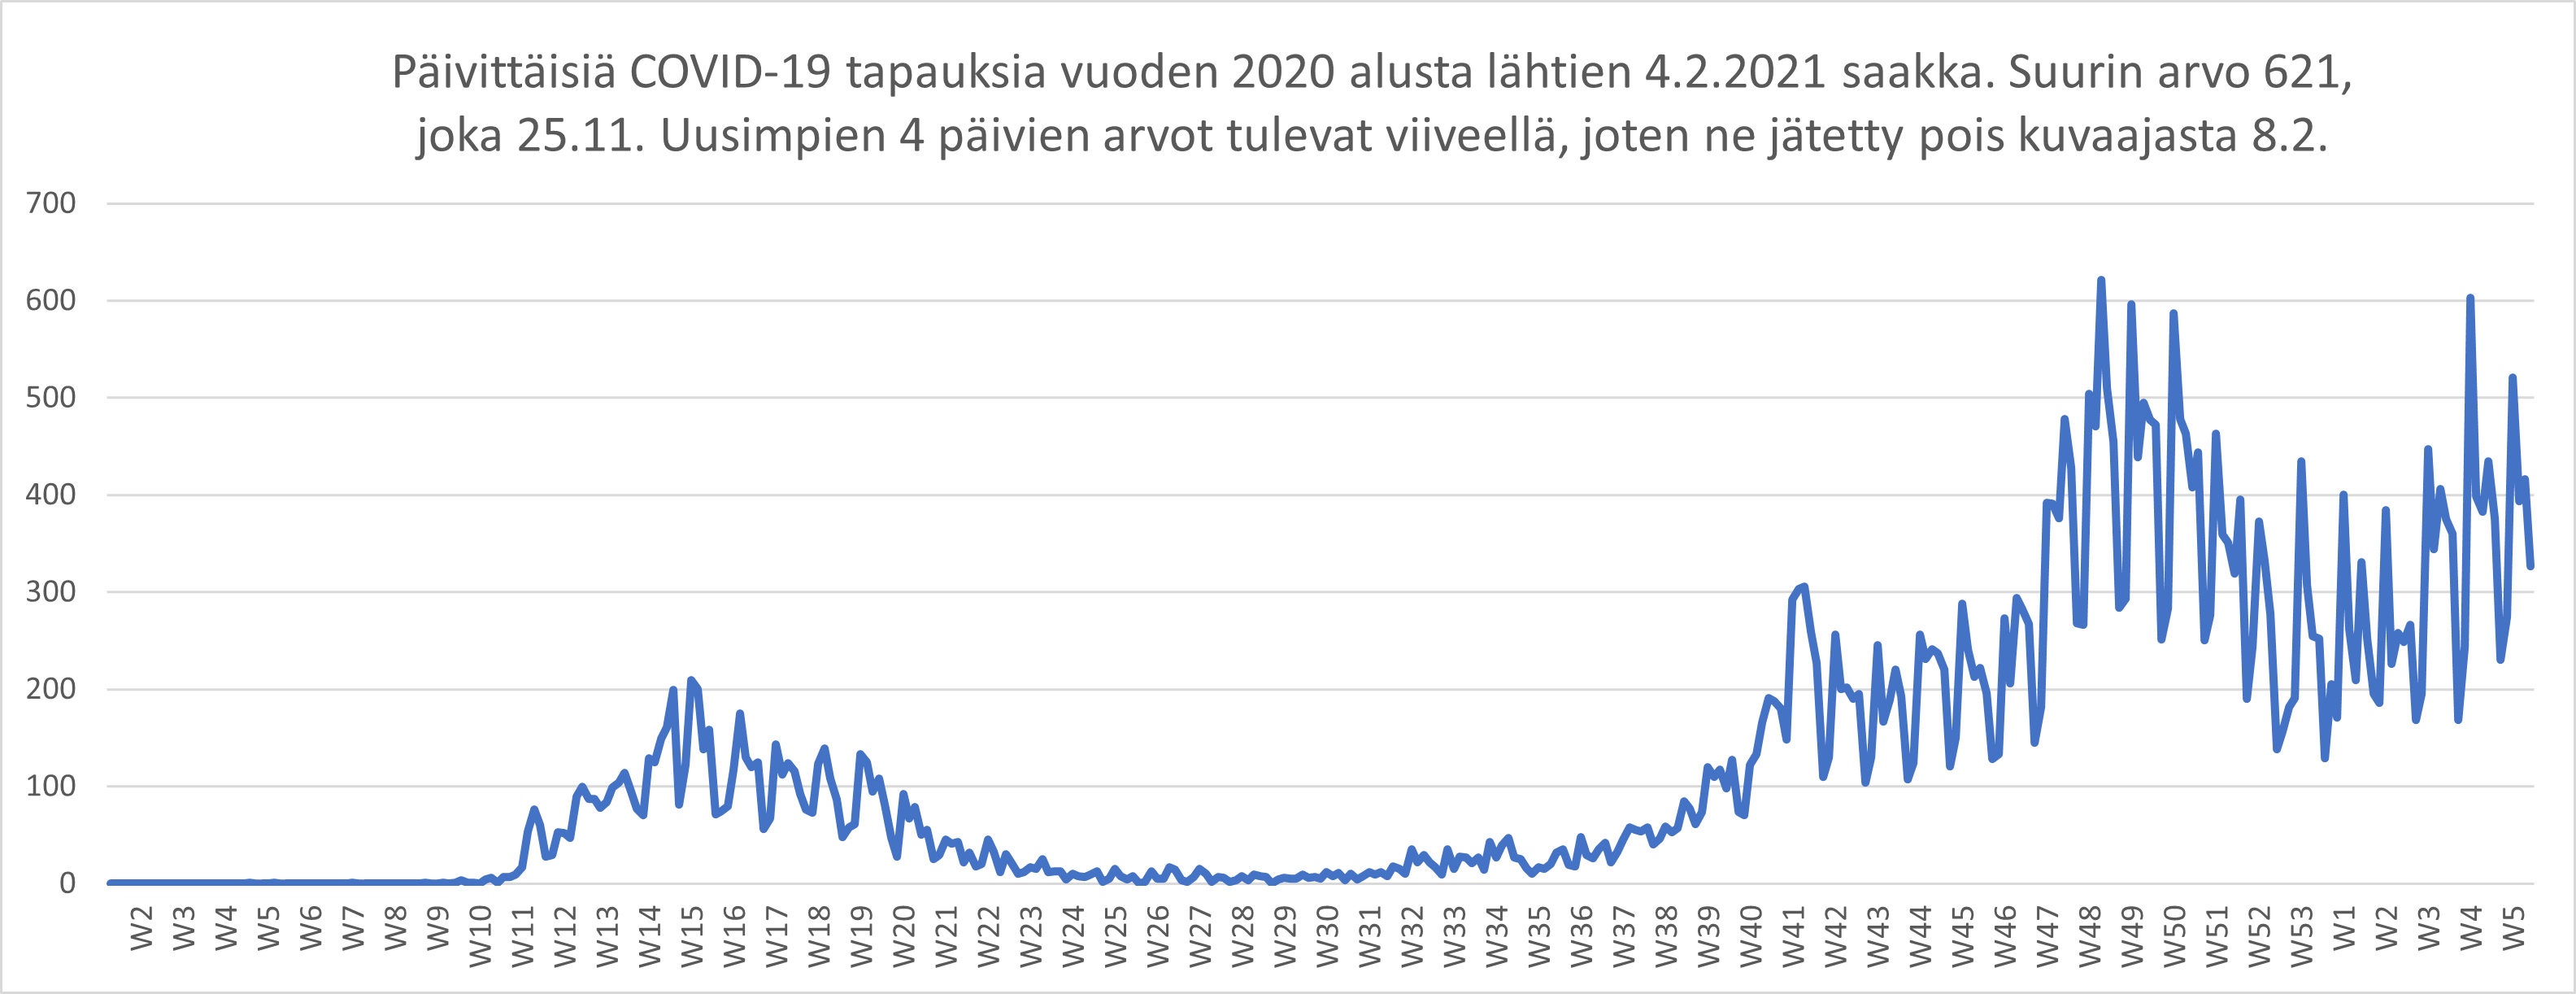 Päivittäisiä COVID-19 tapauksia vuoden 2020 alusta lähtien 4.2.2021 saakka. Suurin arvo 621,
joka 25.11. Uusimpien 4 päivien arvot tulevat viiveellä, joten ne jätetty pois kuvaajasta 8.2.
700
600
500
400
300
200
100
0
W2 W3 W4 W5 W6 W7 W8 W9 W10 W11 W12 W13 W14 W15 W16 W17 W18 W19 W20 W21 W22 W23 W24 W25 W26 W27 W28 W29 W30 W31 W32 W33 W34 W35 W36 W37 W38 W39 W40 W41 W42 W43 W44 W45 W46 W47 W48 W49 W50 W51 W52 W53 W1 W2 W3 W4 W5